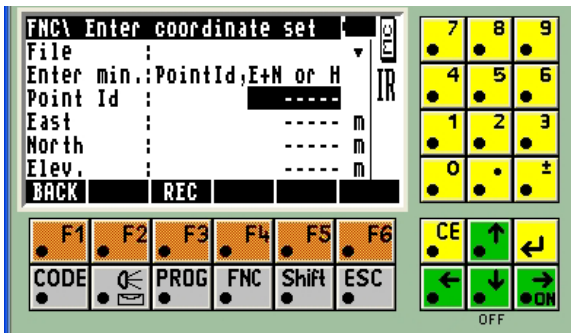 FNC\ Enter coordinate set
MC
File :
Enter min.:PointId,E+N or H
IR
Point Id : -----
East : ----- m
North : ----- m
Elev. : ----- m
BACK REC
7 8 9
4 5 6
1 2 3
0 . ±
F1 F2 F3 F4 F5 F6
CE
CODE PROG FNC Shift ESC
ON
OFF